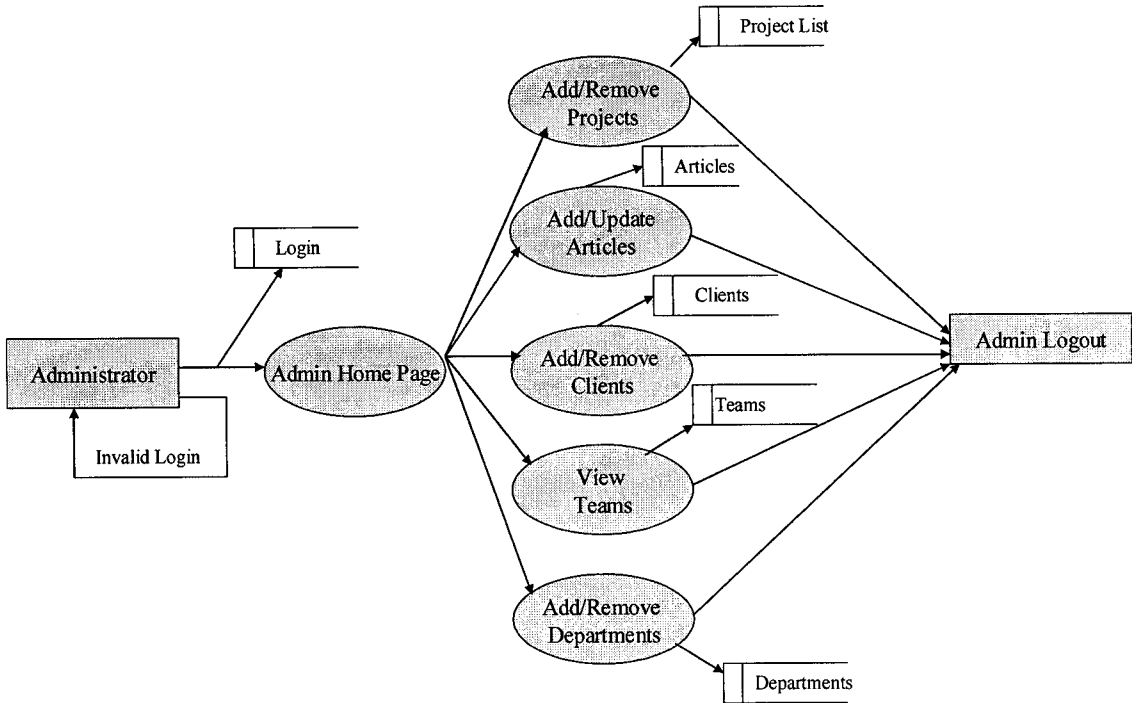 Project List
Add/Remove
Projects
Articles
Add/Update
Articles
Login
Clients
Administrator
Admin Home Page
Add/Remove
Clients
Admin Logout
Teams
Invalid Login
View
Teams
Add/Remove
Departments
Departments